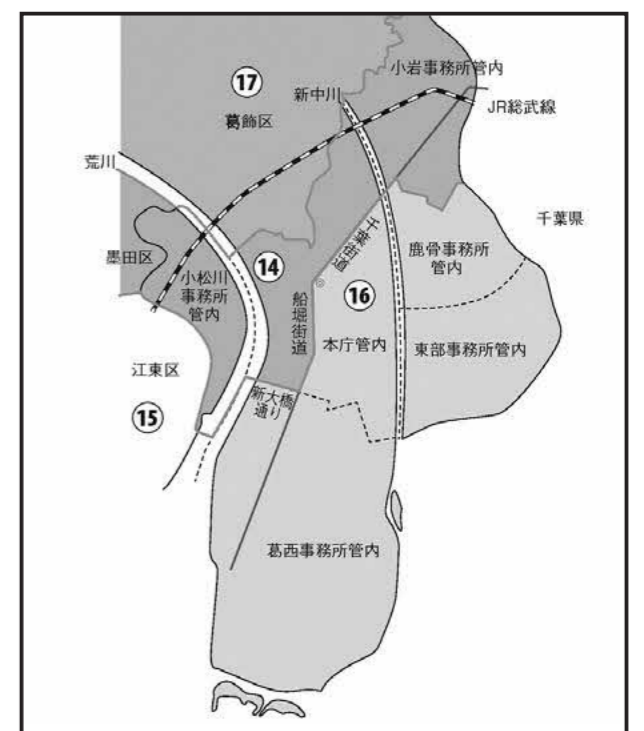 小岩事務所管内
⑰
新中川
葛飾区
JR総武線
荒川
千葉県
千葉街道
鹿骨事務所
管内
墨田区
⑭
小松川
事務所
管内
⑯
船堀街道
本庁管内
東部事務所管内
江東区
新大橋
通り
⑮
葛西事務所管内